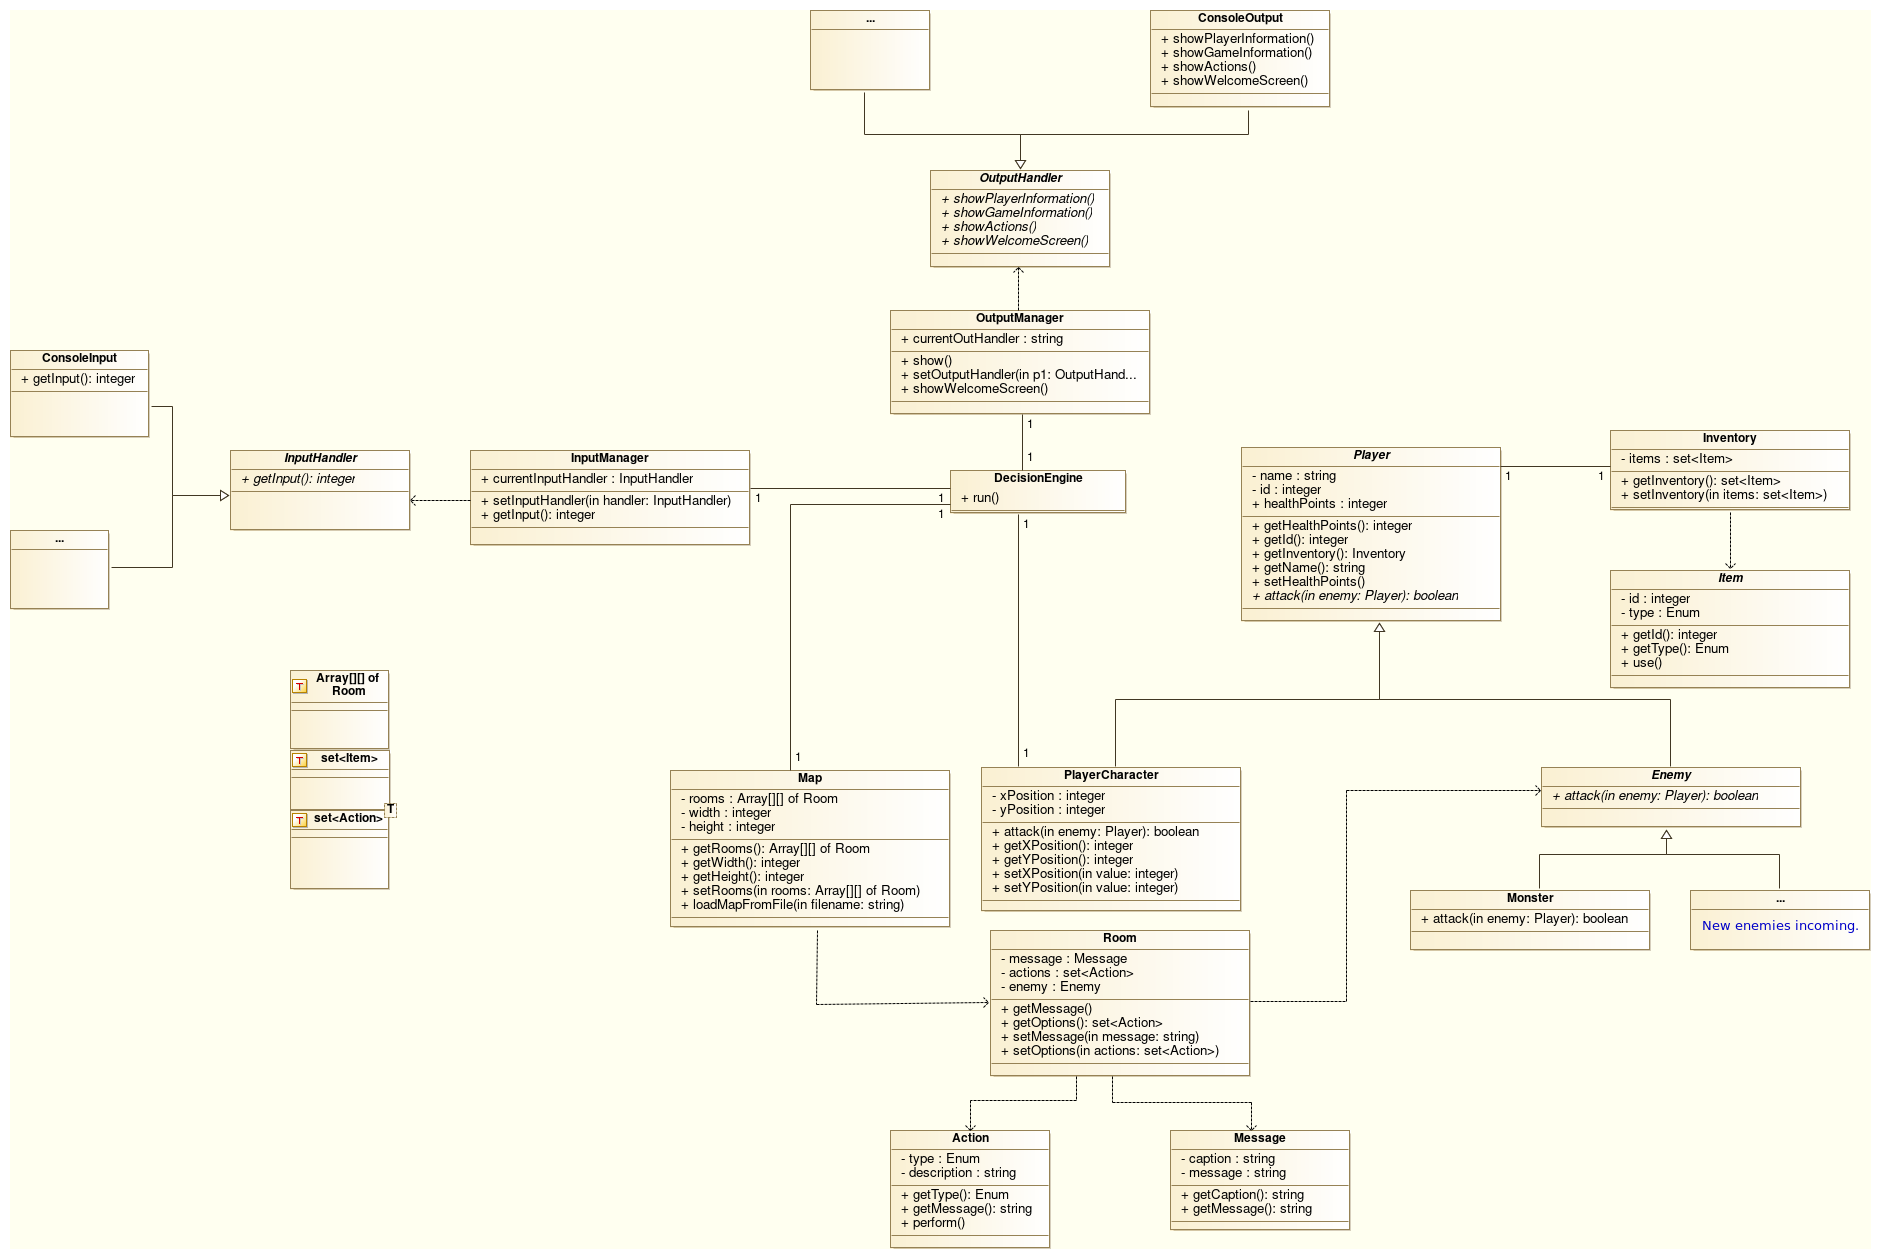 ...
ConsoleOutput
+ showPlayerInformation()
+ showGameInformation()
+ showActions()
+ showWelcomeScreen()
OutputHandler
+ showPlayerInformation()
+ showGameInformation()
+ showActions()
+ showWelcomeScreen()
OutputManager
+ currentOutHandler : string
+ show()
+ setOutputHandler(in p1: OutputHand...
+ showWelcomeScreen()
1
1
ConsoleInput
+ getInput(): integer
...
InputHandler
+ getInput(): integer
InputManager
+ currentInputHandler : InputHandler
+ setInputHandler(in handler: InputHandler)
+ getInput(): integer
1
1
1
DecisionEngine
+ run()
1
Player
- name : string
- id : integer
+ healthPoints : integer
+ getHealthPoints(): integer
+ getId(): integer
+ getInventory(): Inventory
+ getName(): string
+ setHealthPoints()
+ attack(in enemy: Player): boolean
1
1
Inventory
- items : set<Item>
+ getInventory(): set<Item>
+ setInventory(in items: set<Item>)
Item
- id : integer
- type : Enum
+ getId(): integer
+ getType(): Enum
+ use()
T
Array[][] of
Room
T
set<Item>
T
T
set<Action>
1
Map
- rooms : Array[][] of Room
- width : integer
- height : integer
+ getRooms(): Array[][] of Room
+ getWidth(): integer
+ getHeight(): integer
+ setRooms(in rooms: Array[][] of Room)
+ loadMapFromFile(in filename: string)
1
PlayerCharacter
- xPosition : integer
- yPosition : integer
+ attack(in enemy: Player): boolean
+ getXPosition(): integer
+ getYPosition(): integer
+ setXPosition(in value: integer)
+ setYPosition(in value: integer)
Enemy
+ attack(in enemy: Player): boolean
Monster
+ attack(in enemy: Player): boolean
...
New enemies incoming.
Room
- message : Message
- actions : set<Action>
- enemy : Enemy
+ getMessage()
+ getOptions(): set<Action>
+ setMessage(in message: string)
+ setOptions(in actions: set<Action>)
Action
- type : Enum
- description : string
+ getType(): Enum
+ getMessage(): string
+ perform()
Message
- caption : string
- message : string
+ getCaption(): string
+ getMessage(): string